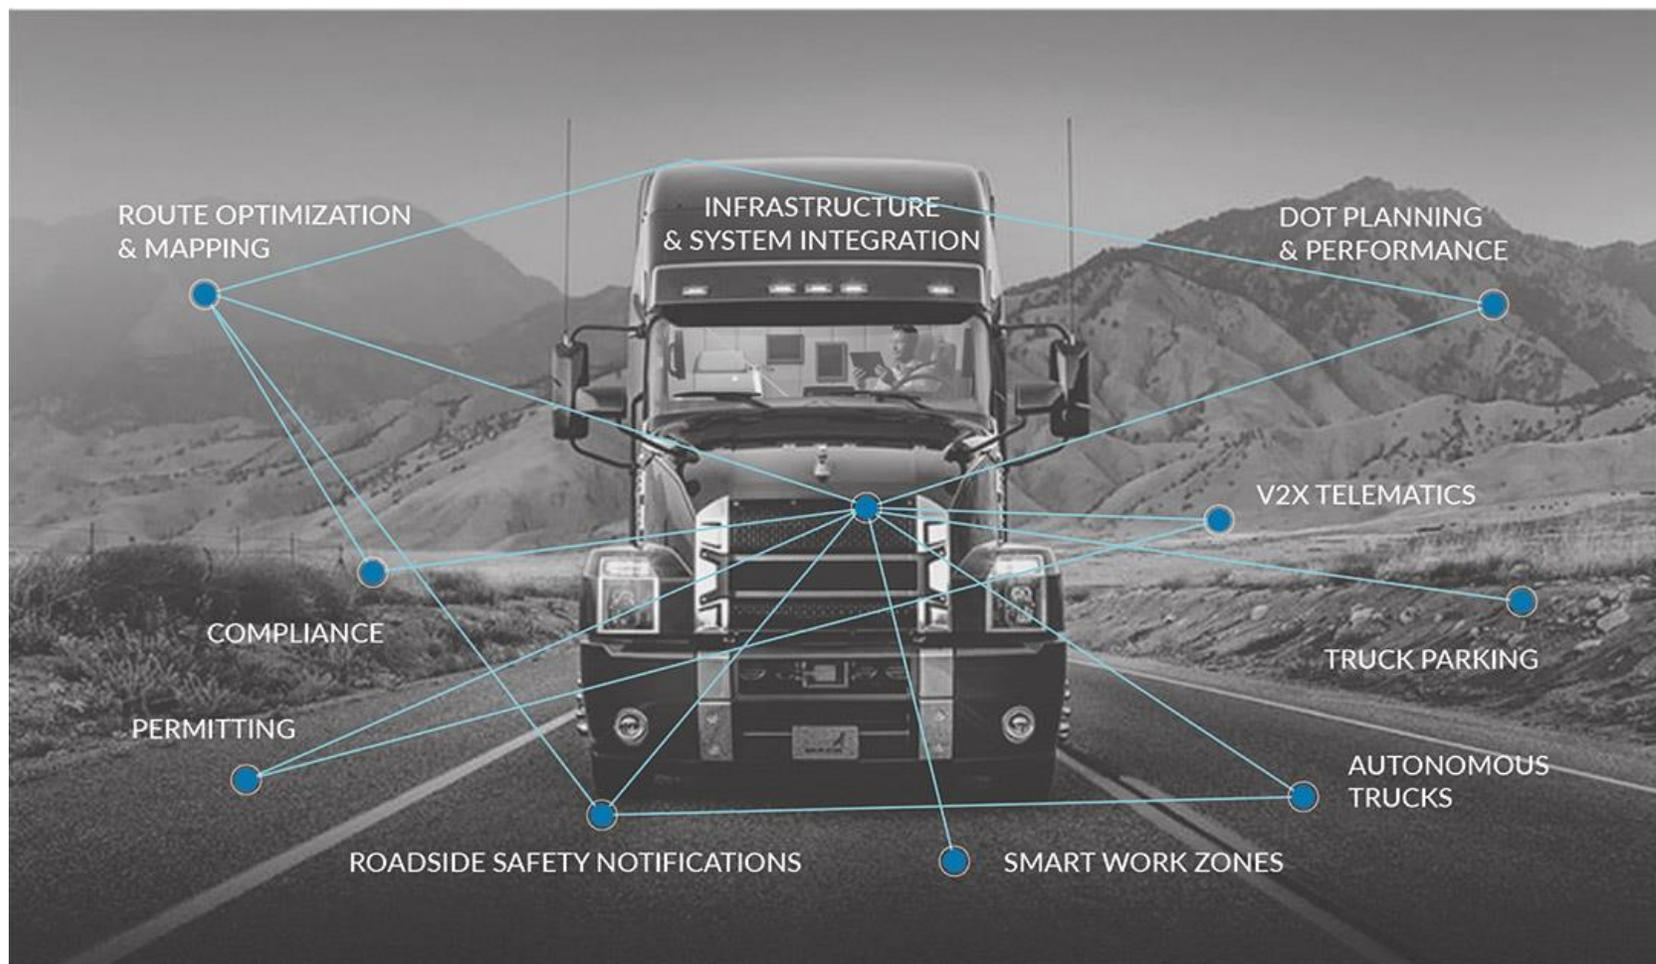 INFRASTRUCTURE
& SYSTEM INTEGRATION
ROUTE OPTIMIZATION
& MAPPING
DOT PLANNING
& PERFORMANCE
V2X TELEMATICS
COMPLIANCE
TRUCK PARKING
PERMITTING
AUTONOMOUS
TRUCKS
ROADSIDE SAFETY NOTIFICATIONS
SMART WORK ZONES